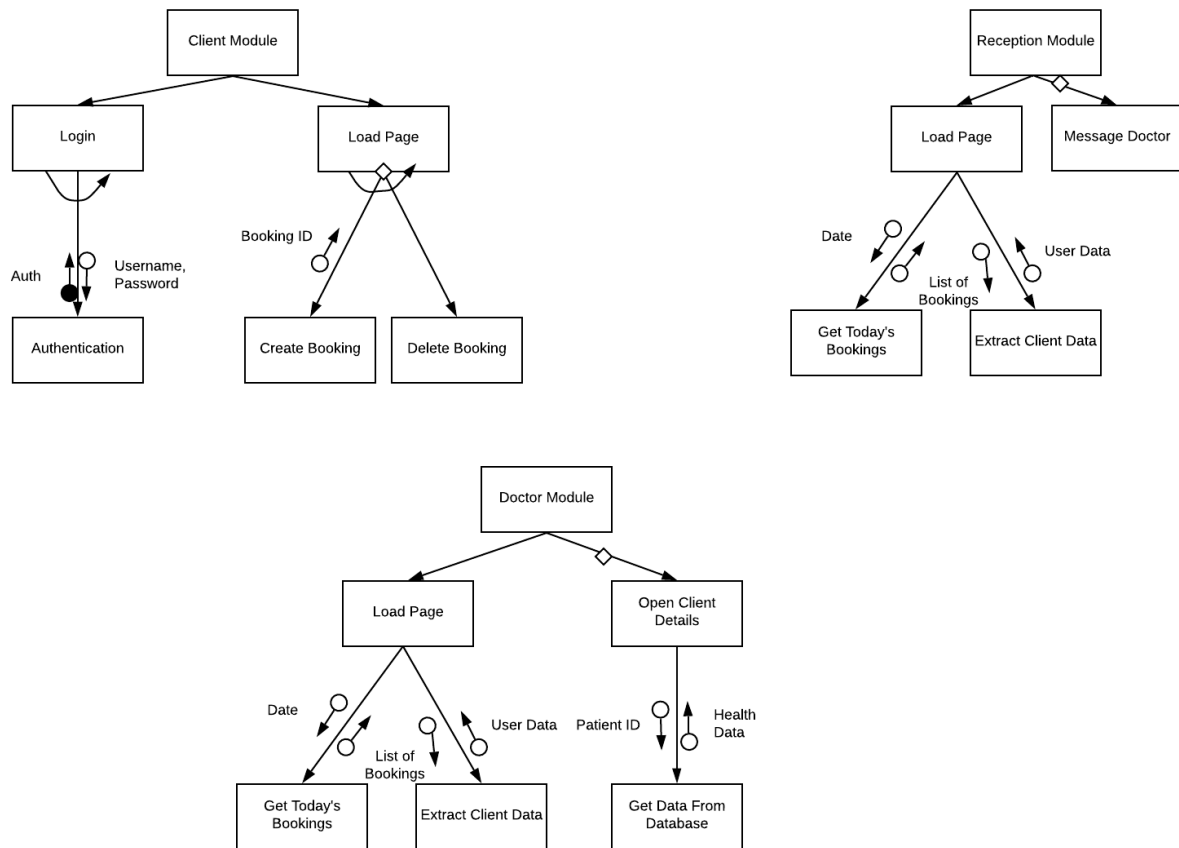 Client Module
Login
Load Page
Booking ID
Auth
Username,
Password
Authentication
Create Booking
Delete Booking
Reception Module
Load Page
Message Doctor
Date
User Data
List of
Bookings
Get Today's
Bookings
Extract Client Data
Doctor Module
Load Page
Open Client
Details
Date
User Data
List of
Bookings
Patient ID
Health
Data
Get Today's
Bookings
Extract Client Data
Get Data From
Database